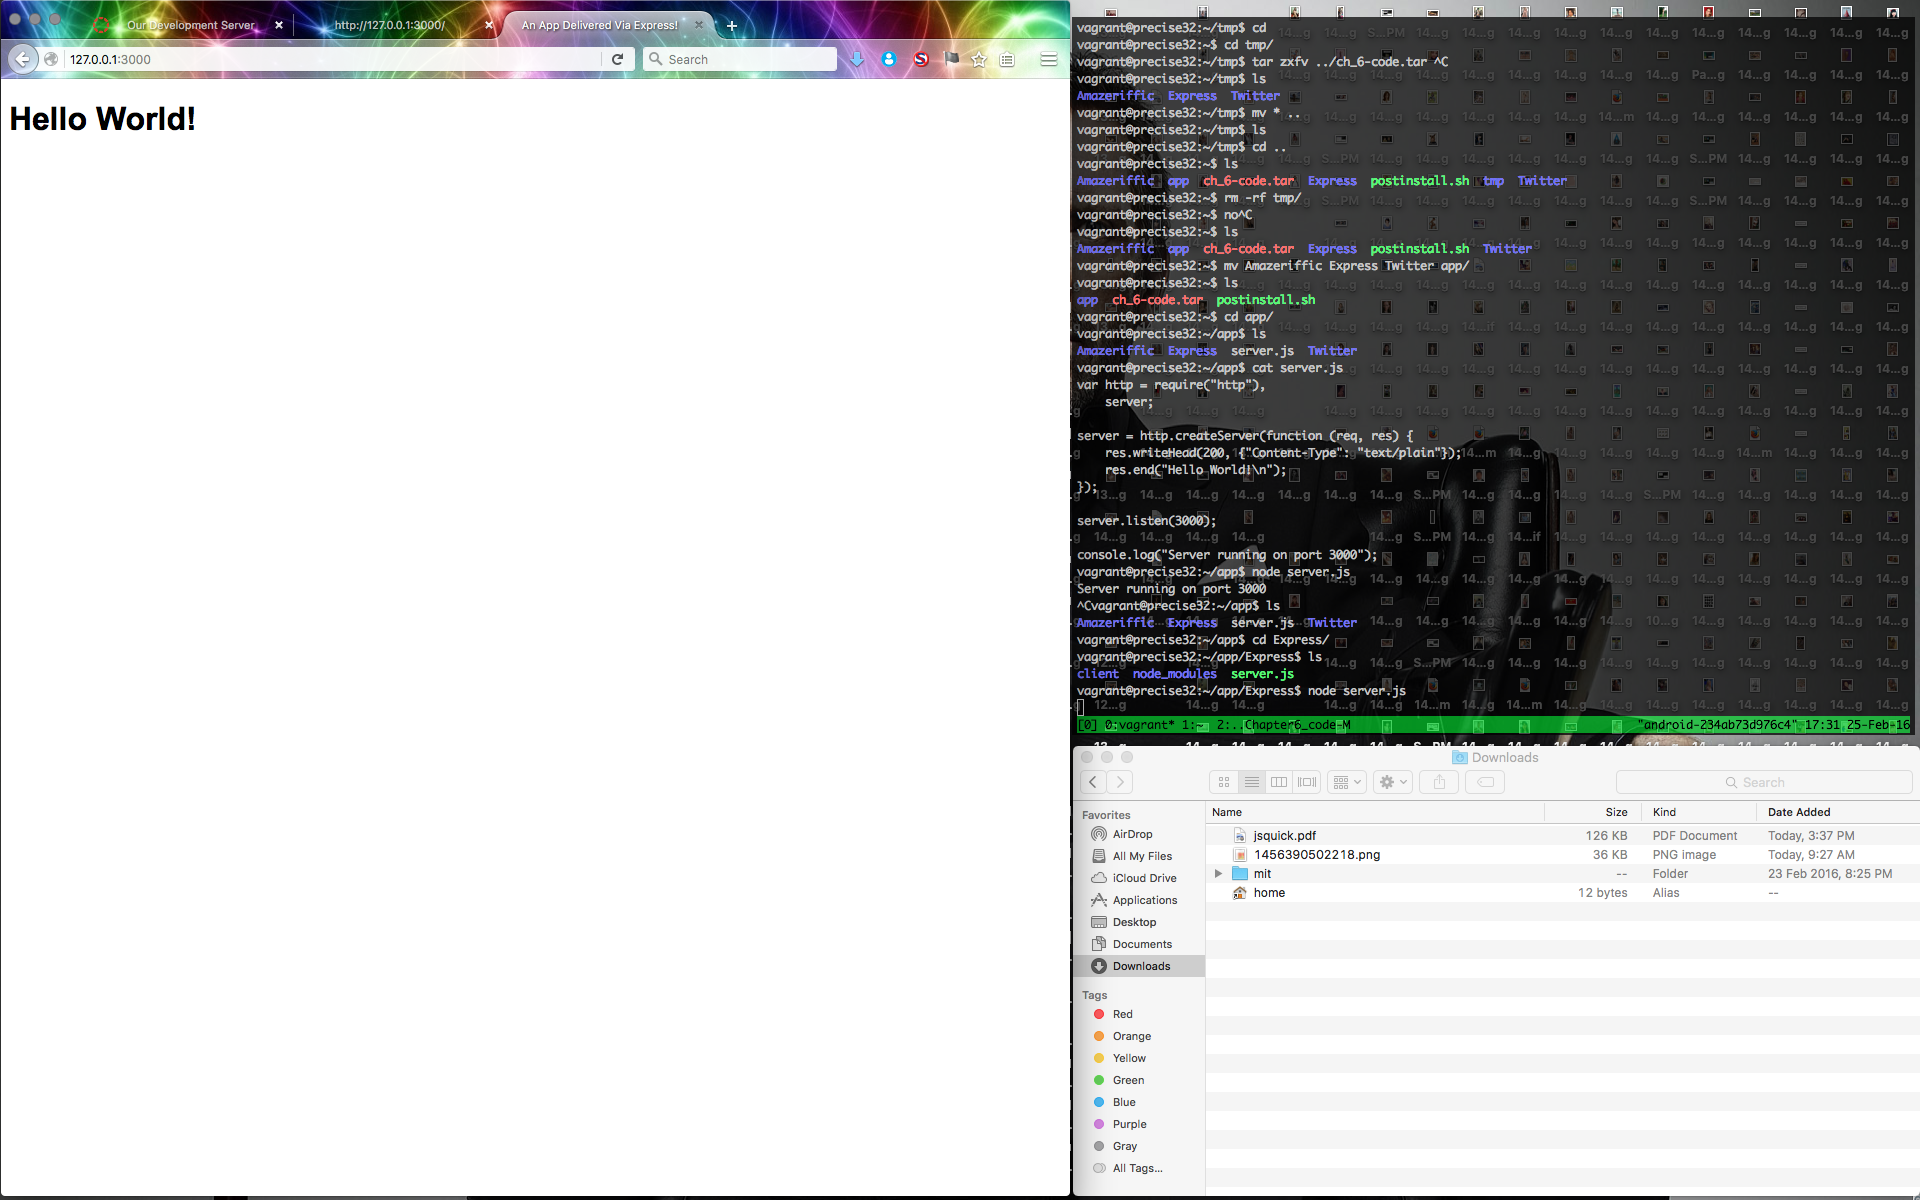 Our Development Server
http://127.0.0.1:3000/
An App Delivered Via Express!
127.0.0.1:3000
Search
Hello World!
vagrant@precise32:~/tmp$ cd
vagrant@precise32:~$ cd tmp/
vagrant@precise32:~/tmp$ tar zxfv ../ch_6-code.tar ^C
vagrant@precise32:~/tmp$ ls
Amazeriffic Express Twitter
vagrant@precise32:~/tmp$ mv * ..
vagrant@precise32:~/tmp$ ls
vagrant@precise32:~/tmp$ cd ..
vagrant@precise32:~$ ls
Amazeriffic app ch_6-code.tar Express postinstall.sh tmp Twitter
vagrant@precise32:~$ rm -rf tmp/
vagrant@precise32:~$ no^C
vagrant@precise32:~$ ls
Amazeriffic app ch_6-code.tar Express postinstall.sh Twitter
vagrant@precise32:~$ mv Amazeriffic Express Twitter app/
vagrant@precise32:~$ ls
app ch_6-code.tar postinstall.sh
vagrant@precise32:~$ cd app/
vagrant@precise32:~/app$ ls
Amazeriffic Express server.js Twitter
vagrant@precise32:~/app$ cat server.js
var http = require("http"),
server;
server = http.createServer(function (req, res) {
res.writeHead(200, {"Content-Type": "text/plain"});
res.end("Hello World!\n");
});
server.listen(3000);
console.log("Server running on port 3000");
vagrant@precise32:~/app$ node server.js
Server running on port 3000
^Cvagrant@precise32:~/app$ ls
Amazeriffic Express server.js Twitter
vagrant@precise32:~/app$ cd Express/
vagrant@precise32:~/app/Express$ ls
client node_modules server.js
vagrant@precise32:~/app/Express$ node server.js
[0] 0:vagrant* 1:~ 2:..Chapter6_code-M "android-234ab73d976c4" 17:31 25-Feb-16
Downloads
Search
Favorites
AirDrop
All My Files
iCloud Drive
Applications
Desktop
Documents
Downloads
Tags
Red
Orange
Yellow
Green
Blue
Purple
Gray
All Tags...
Name Size Kind Date Added
jsquick.pdf 126 KB PDF Document Today, 3:37 PM
1456390502218.png 36 KB PNG image Today, 9:27 AM
mit -- Folder 23 Feb 2016, 8:25 PM
home 12 bytes Alias --